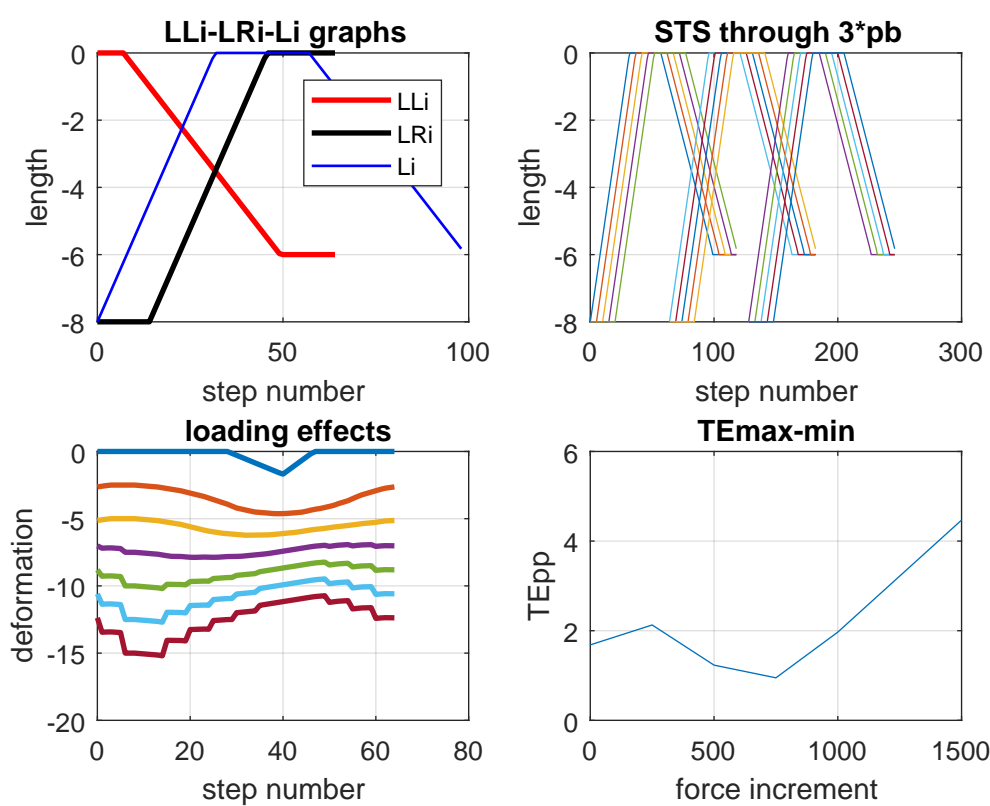 LLi-LRi-Li graphs
0
-2
-4
-6
-8
length
LLi
LRi
Li
0
50
100
step number
STS through 3*pb
0
-2
-4
-6
-8
length
0
100
200
300
step number
loading effects
0
-5
-10
-15
-20
deformation
0
20
40
60
80
step number
TEmax-min
6
4
2
0
TEpp
0
500
1000
1500
force increment